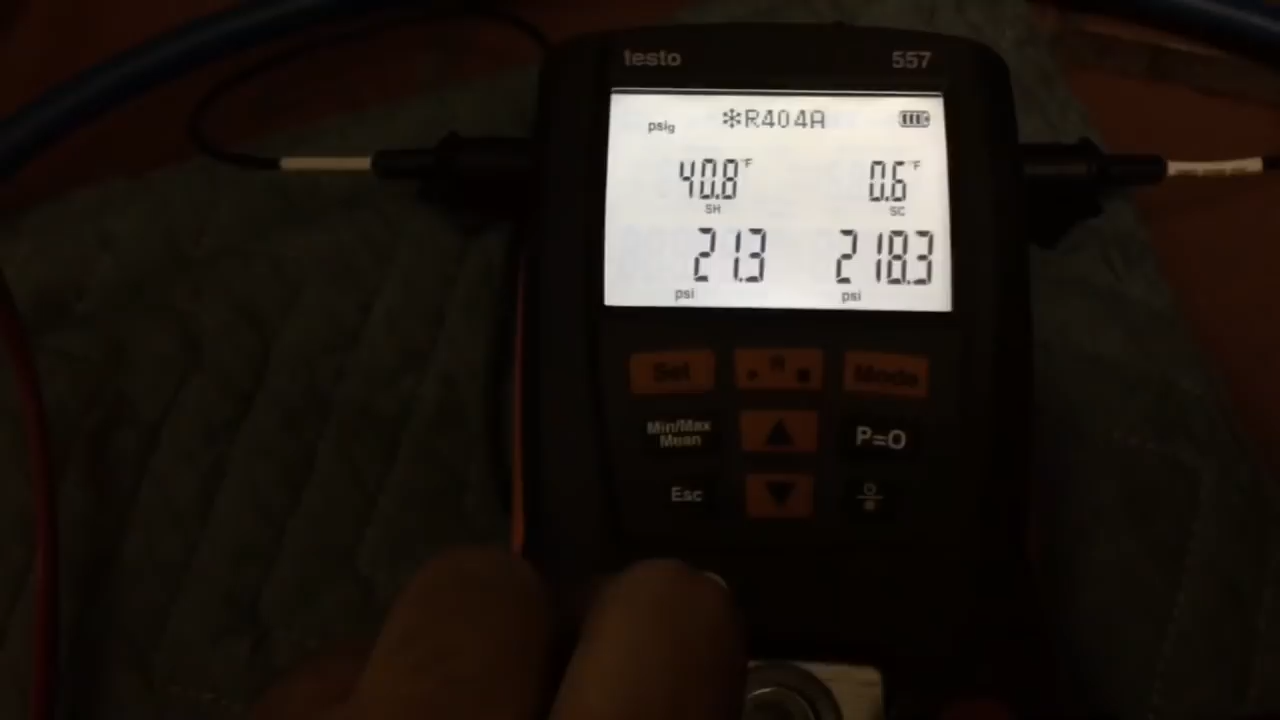 testo 557
psig ❄R404A
40.8°F 0.6°F
SH SC
21.3 218.3
psi psi
Set R Mode
Min/Max
Mean
P=O
Esc